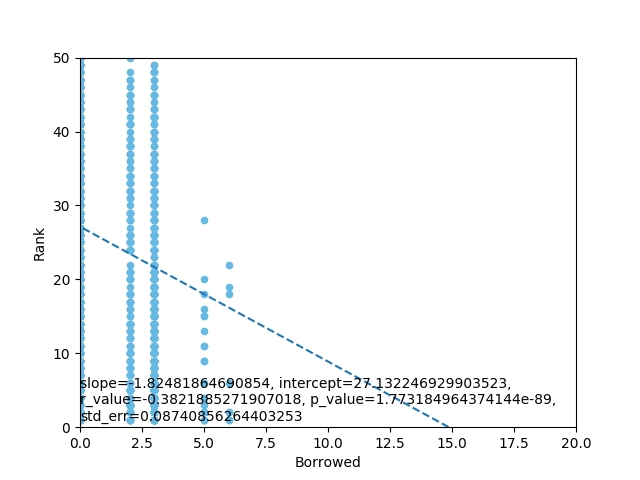 50
40
30
20
10
0
Rank
slope=-1.82481864690854, intercept=27.132246929903523,
r_value=-0.3821885271907018, p_value=1.773184964374144e-89,
std_err=0.08740856264403253
0.0 2.5 5.0 7.5 10.0 12.5 15.0 17.5 20.0
Borrowed